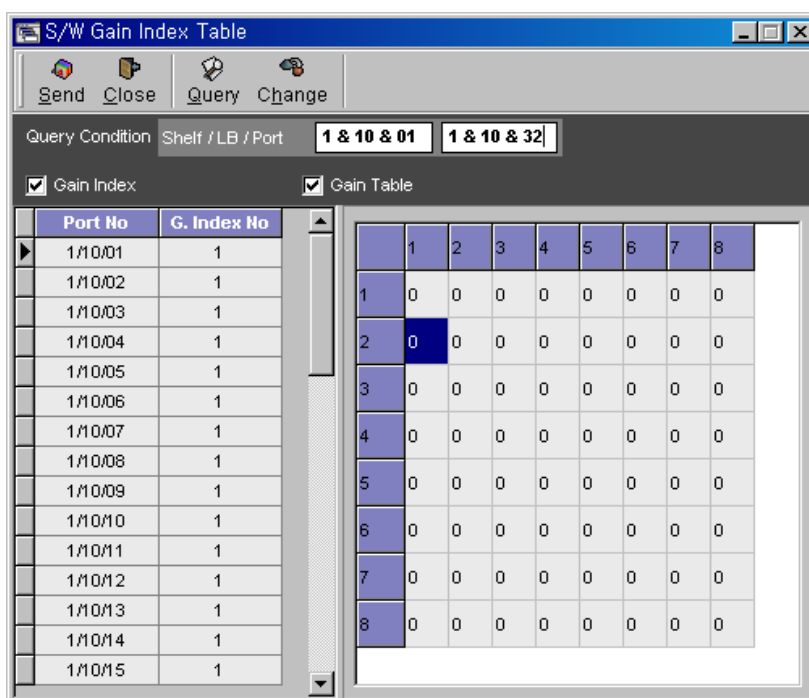 S/W Gain Index Table
Send Close Query Change
Query Condition Shelf / LB / Port 1 & 10 & 01 1 & 10 & 32
Gain Index Gain Table
Port No G. Index No
1/10/01 1
1/10/02 1
1/10/03 1
1/10/04 1
1/10/05 1
1/10/06 1
1/10/07 1
1/10/08 1
1/10/09 1
1/10/10 1
1/10/11 1
1/10/12 1
1/10/13 1
1/10/14 1
1/10/15 1
1 2 3 4 5 6 7 8
1 0 0 0 0 0 0 0 0
2 0 0 0 0 0 0 0 0
3 0 0 0 0 0 0 0 0
4 0 0 0 0 0 0 0 0
5 0 0 0 0 0 0 0 0
6 0 0 0 0 0 0 0 0
7 0 0 0 0 0 0 0 0
8 0 0 0 0 0 0 0 0